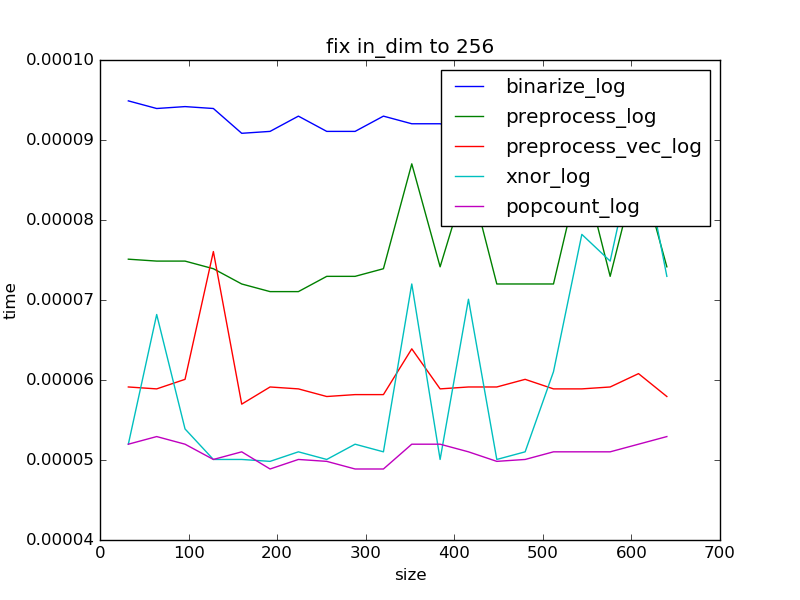 fix in_dim to 256
0.00010
0.00009
0.00008
0.00007
0.00006
0.00005
0.00004
time
binarize_log
preprocess_log
preprocess_vec_log
xnor_log
popcount_log
0 100 200 300 400 500 600 700
size